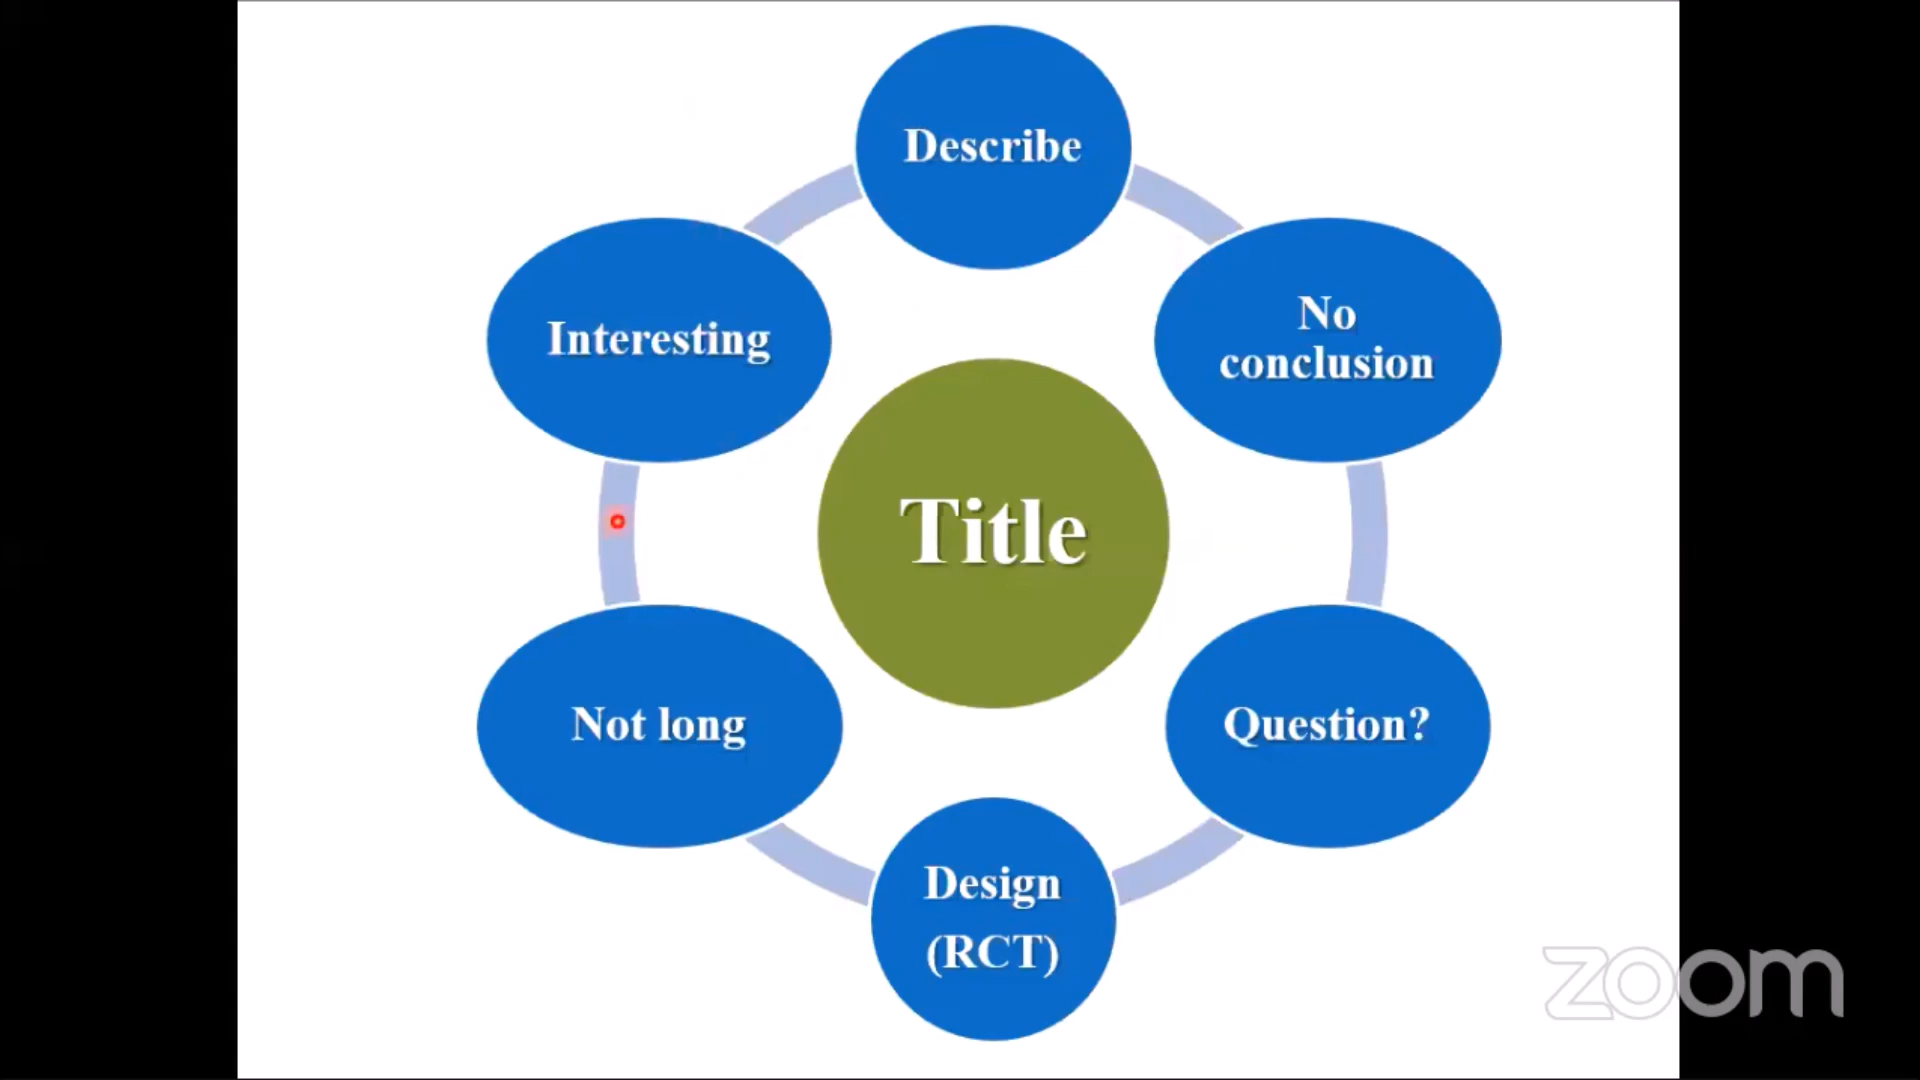 Describe
No
conclusion
Question?
Design
(RCT)
Not long
Interesting
Title
zoom